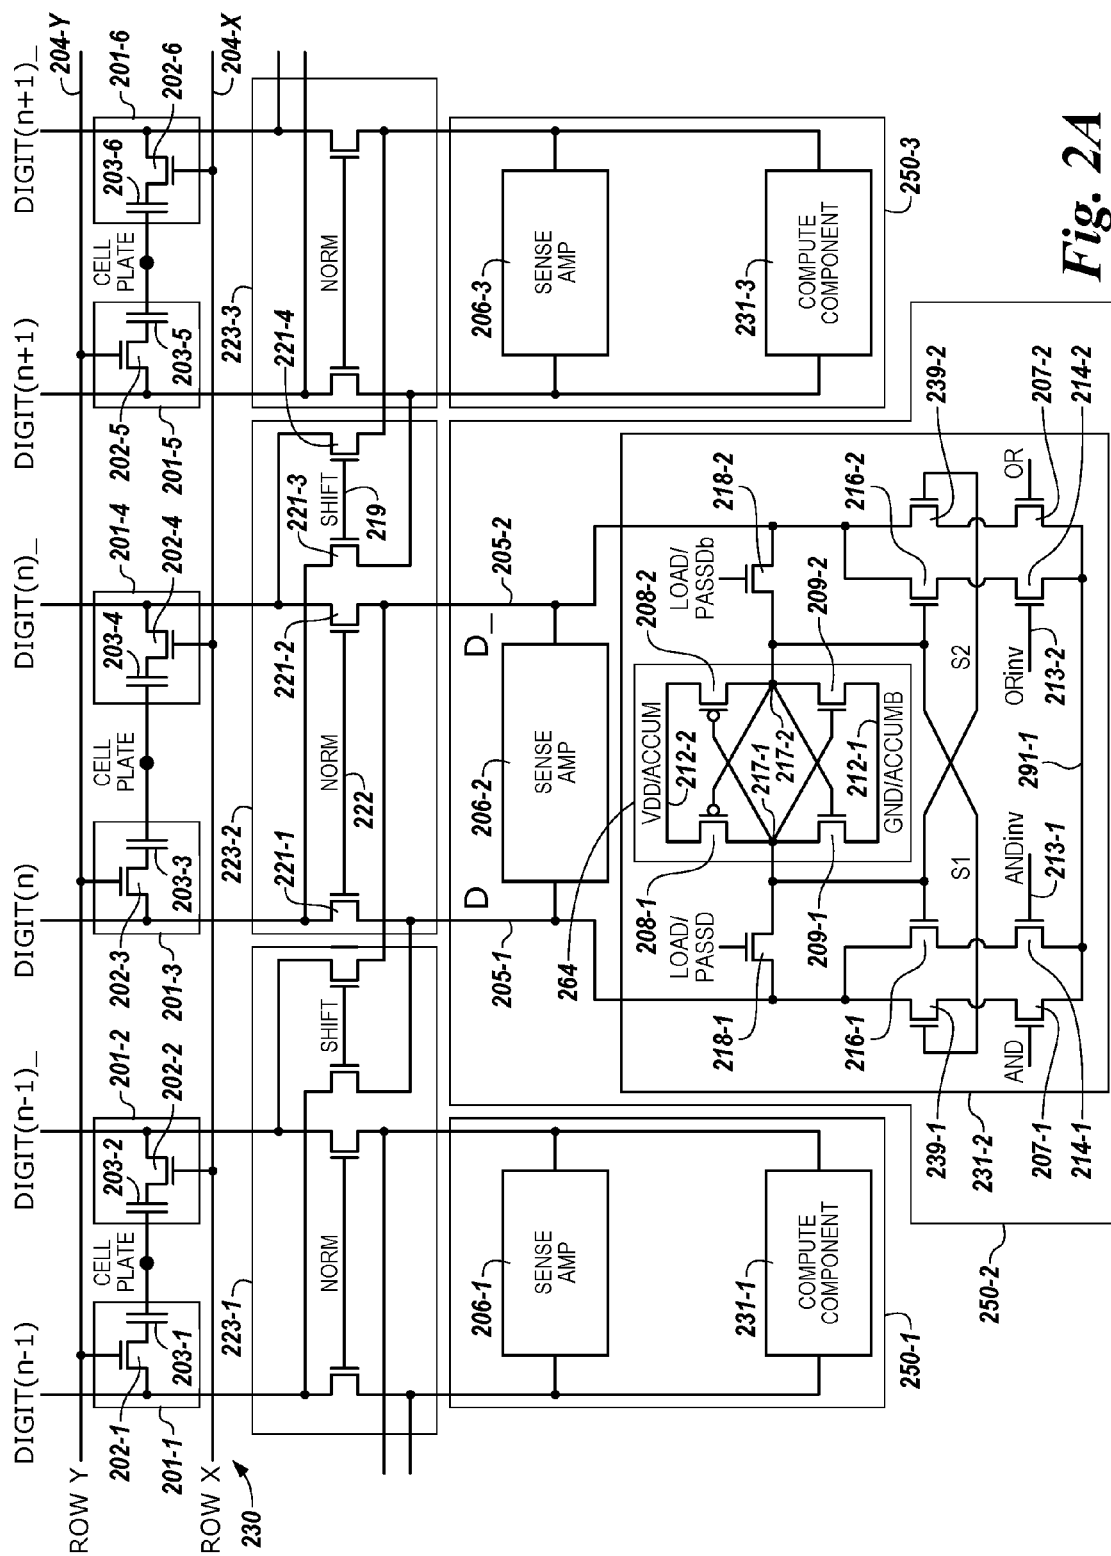 ROW Y
DIGIT(n-1)
DIGIT(n-1)_
DIGIT(n)
DIGIT(n)_
DIGIT(n+1)
DIGIT(n+1)_
204-Y
202-1
203-1
CELL
PLATE
203-2
201-2
202-2
202-3
203-3
CELL
PLATE
203-4
201-4
202-4
202-5
203-5
CELL
PLATE
203-6
201-6
202-6
201-1
201-3
201-5
ROW X
204-X
230
223-1
223-2
223-3
NORM
SHIFT
221-1
NORM
222
221-2
221-3
SHIFT
219
221-4
NORM
206-1
SENSE
AMP
205-1
D
206-2
SENSE
AMP
D_
205-2
206-3
SENSE
AMP
231-1
COMPUTE
COMPONENT
250-1
231-3
COMPUTE
COMPONENT
250-3
264
VDD/ACCUM
212-2
208-1
208-2
LOAD/
PASSD
LOAD/
PASSDb
218-1
218-2
217-1
217-2
209-1
209-2
212-1
GND/ACCUMB
216-1
216-2
S1
S2
239-1
239-2
AND
ANDinv
213-1
ORinv
213-2
OR
231-2
207-1
214-1
291-1
207-2
214-2
250-2
Fig. 2A